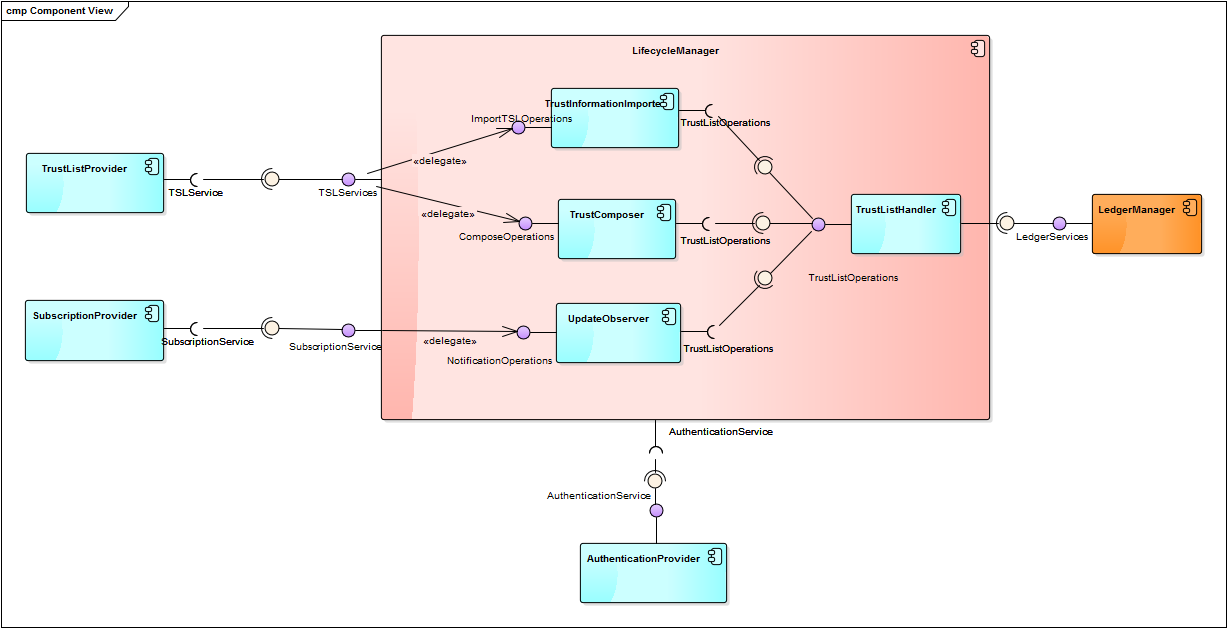 cmp Component View
LifecycleManager
TrustInformationImporte
ImportTSLOperations
TrustListOperations
«delegate»
TrustListProvider
TSLService
TSLServices
«delegate»
TrustComposer
ComposeOperations
TrustListOperations
TrustListHandler
TrustListOperations
LedgerManager
LedgerServices
SubscriptionProvider
SubscriptionService
SubscriptionService
«delegate»
UpdateObserver
NotificationOperations
TrustListOperations
AuthenticationService
AuthenticationService
AuthenticationProvider